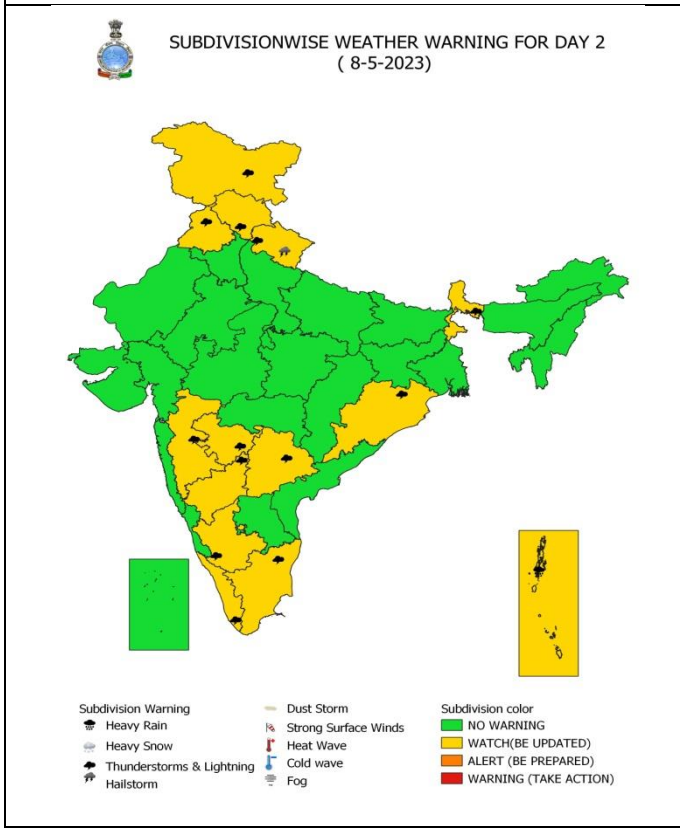 SUBDIVISIONWISE WEATHER WARNING FOR DAY 2
( 8-5-2023)
Subdivision Warning
Heavy Rain
Heavy Snow
Thunderstorms & Lightning
Hailstorm
Dust Storm
Strong Surface Winds
Heat Wave
Cold wave
Fog
Subdivision color
NO WARNING
WATCH(BE UPDATED)
ALERT (BE PREPARED)
WARNING (TAKE ACTION)